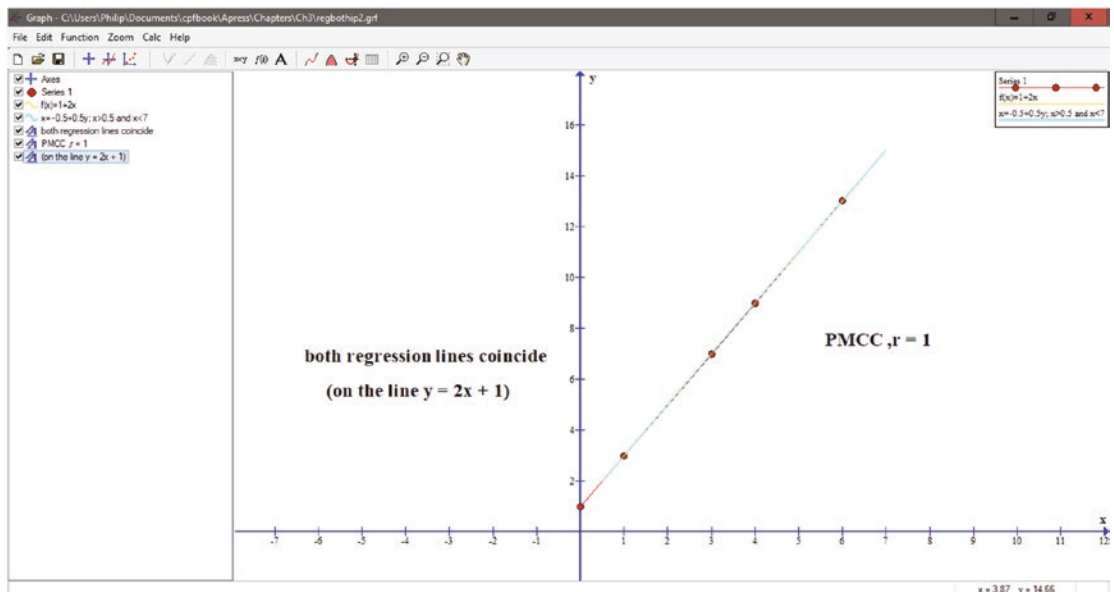 Graph - C:\Users\Philip\Documents\cpfbook\Apress\Chapters\Ch3\regbothip2.grf
File Edit Function Zoom Calc Help
Axes
Series 1
f(x)=1+2x
x=-0.5+0.5y; x>0.5 and x<7
both regression lines coincide
PMCC ,r = 1
(on the line y = 2x + 1)
y
Series 1
f(x)=1+2x
x=-0.5+0.5y; x>0.5 and x<7
16
14
12
10
8
6
4
2
both regression lines coincide
(on the line y = 2x + 1)
PMCC ,r = 1
x
-7 -6 -5 -4 -3 -2 -1 1 2 3 4 5 6 7 8 9 10 11 12
x = 3.87 y = 14.66